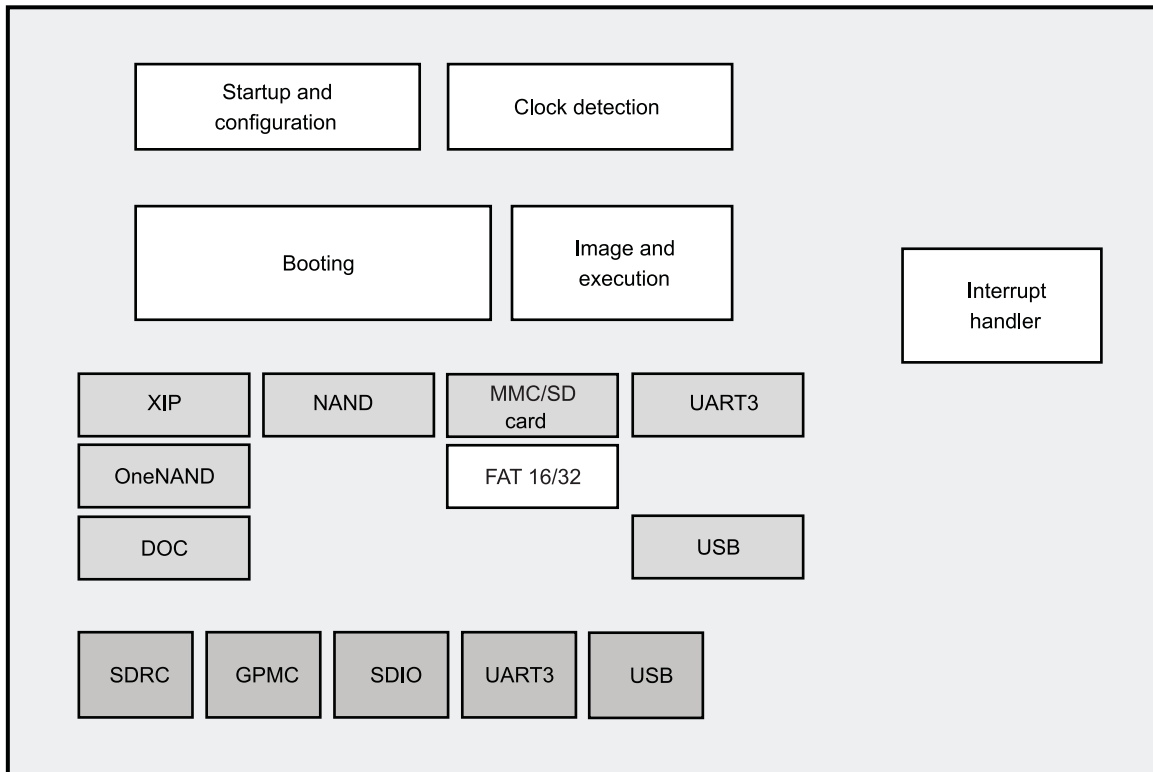 Startup and
configuration
Clock detection
Booting
Image and
execution
Interrupt
handler
XIP
NAND
MMC/SD
card
UART3
OneNAND
FAT 16/32
DOC
USB
SDRC
GPMC
SDIO
UART3
USB